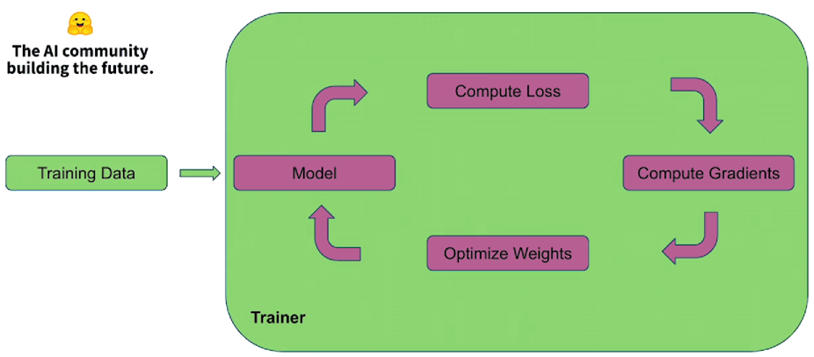 The AI community
building the future.
Compute Loss
Training Data
Model
Compute Gradients
Optimize Weights
Trainer